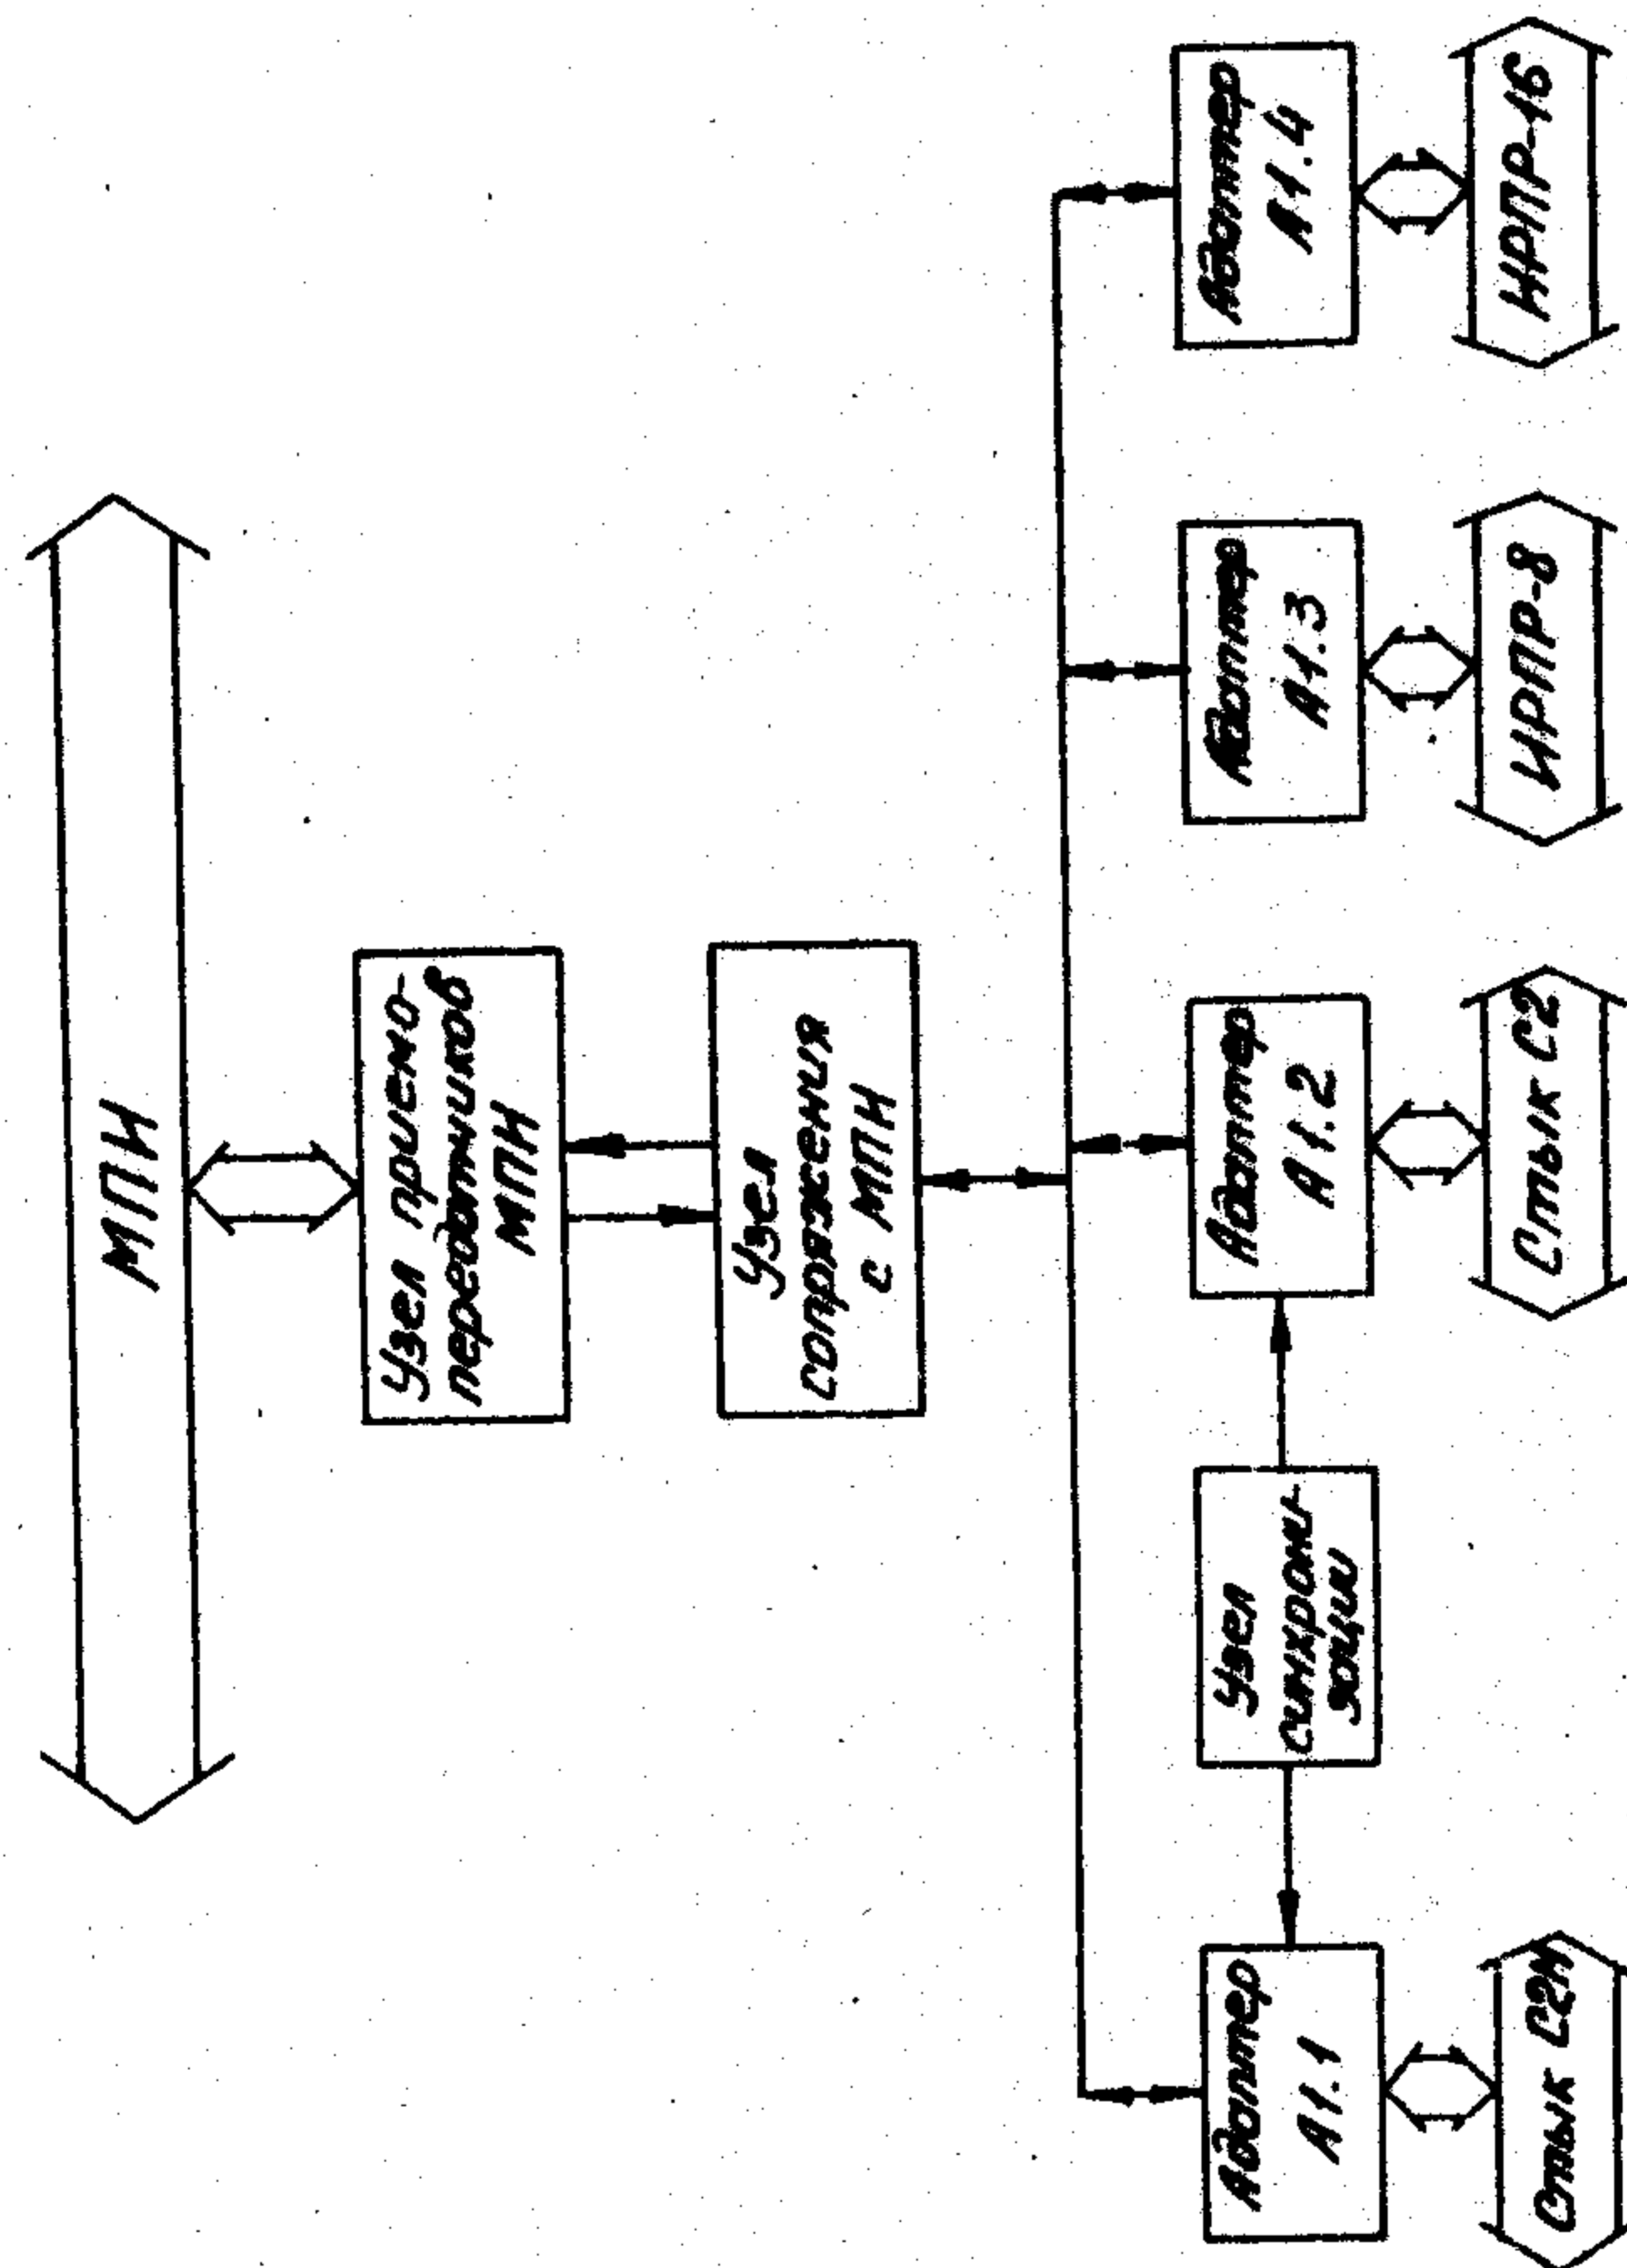 МПИ
Узел приемо-
передатчиков
МПИ
Узел
сопряжения
с МПИ
Адаптер
А1.1
Узел
синхрони-
зации
Адаптер
А1.2
Адаптер
А1.3
Адаптер
А1.4
Стык С2М
Стык С2
ИРПР-8
ИРПР-16